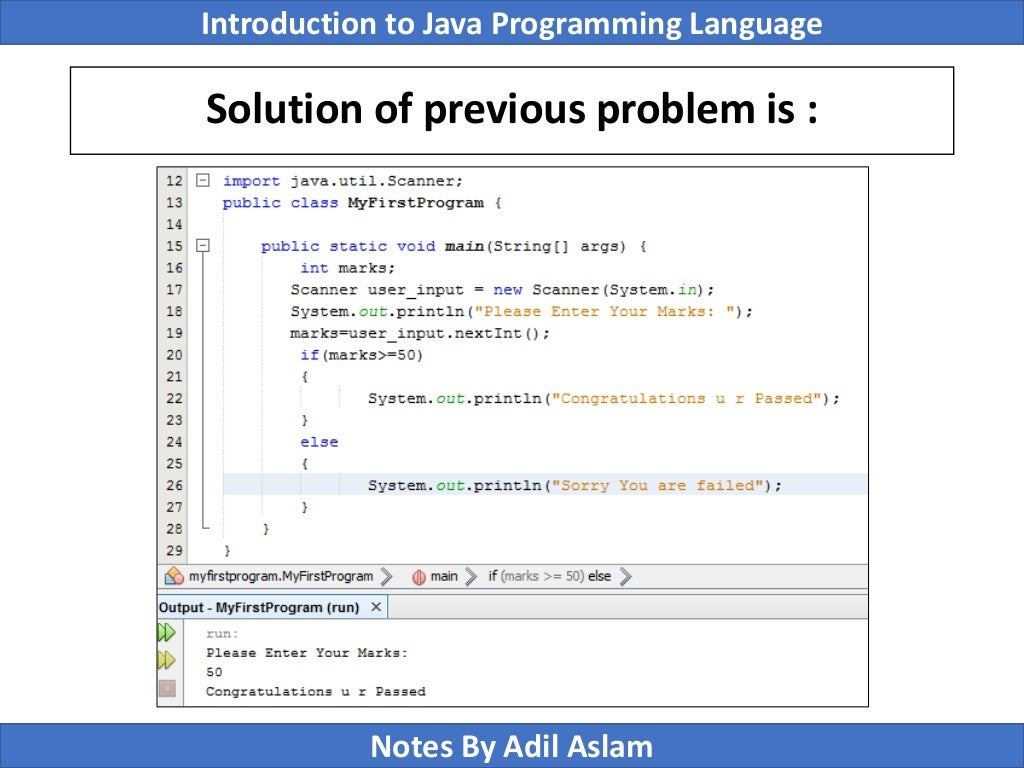 Introduction to Java Programming Language
Solution of previous problem is :
12 import java.util.Scanner;
13 public class MyFirstProgram {
14
15 public static void main(String[] args) {
16 int marks;
17 Scanner user_input = new Scanner(System.in);
18 System.out.println("Please Enter Your Marks: ");
19 marks=user_input.nextInt();
20 if(marks>=50)
21 {
22 System.out.println("Congratulations u r Passed");
23 }
24 else
25 {
26 System.out.println("Sorry You are failed");
27 }
28 }
29 }
myfirstprogram.MyFirstProgram main if (marks >= 50) else
Output - MyFirstProgram (run) ×
run:
Please Enter Your Marks:
50
Congratulations u r Passed
Notes By Adil Aslam